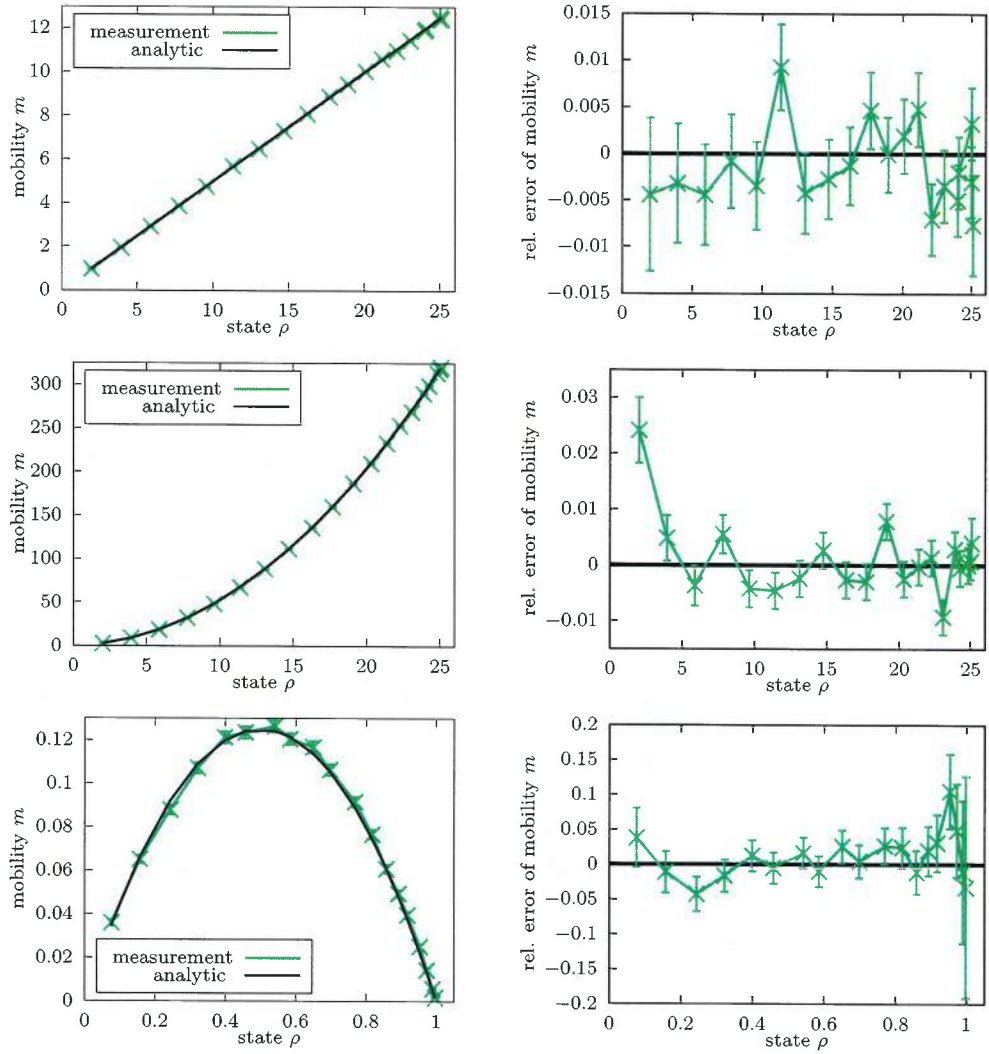 12
10
8
6
4
2
0
mobility m
measurement
analytic
0 5 10 15 20 25
state ρ
0.015
0.01
0.005
0
−0.005
−0.01
−0.015
rel. error of mobility m
0 5 10 15 20 25
state ρ
300
250
200
150
100
50
0
mobility m
measurement
analytic
0 5 10 15 20 25
state ρ
0.03
0.02
0.01
0
−0.01
rel. error of mobility m
0 5 10 15 20 25
state ρ
0.12
0.1
0.08
0.06
0.04
0.02
0
mobility m
measurement
analytic
0 0.2 0.4 0.6 0.8 1
state ρ
0.2
0.15
0.1
0.05
0
−0.05
−0.1
−0.15
−0.2
rel. error of mobility m
0 0.2 0.4 0.6 0.8 1
state ρ